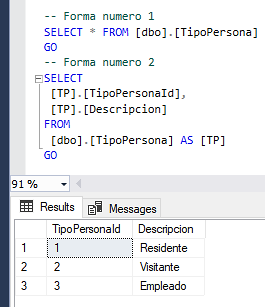 -- Forma numero 1
SELECT * FROM [dbo].[TipoPersona]
GO
-- Forma numero 2
SELECT
[TP].[TipoPersonaId],
[TP].[Descripcion]
FROM
[dbo].[TipoPersona] AS [TP]
GO
91 %
Results Messages
TipoPersonaId Descripcion
1 1 Residente
2 2 Visitante
3 3 Empleado